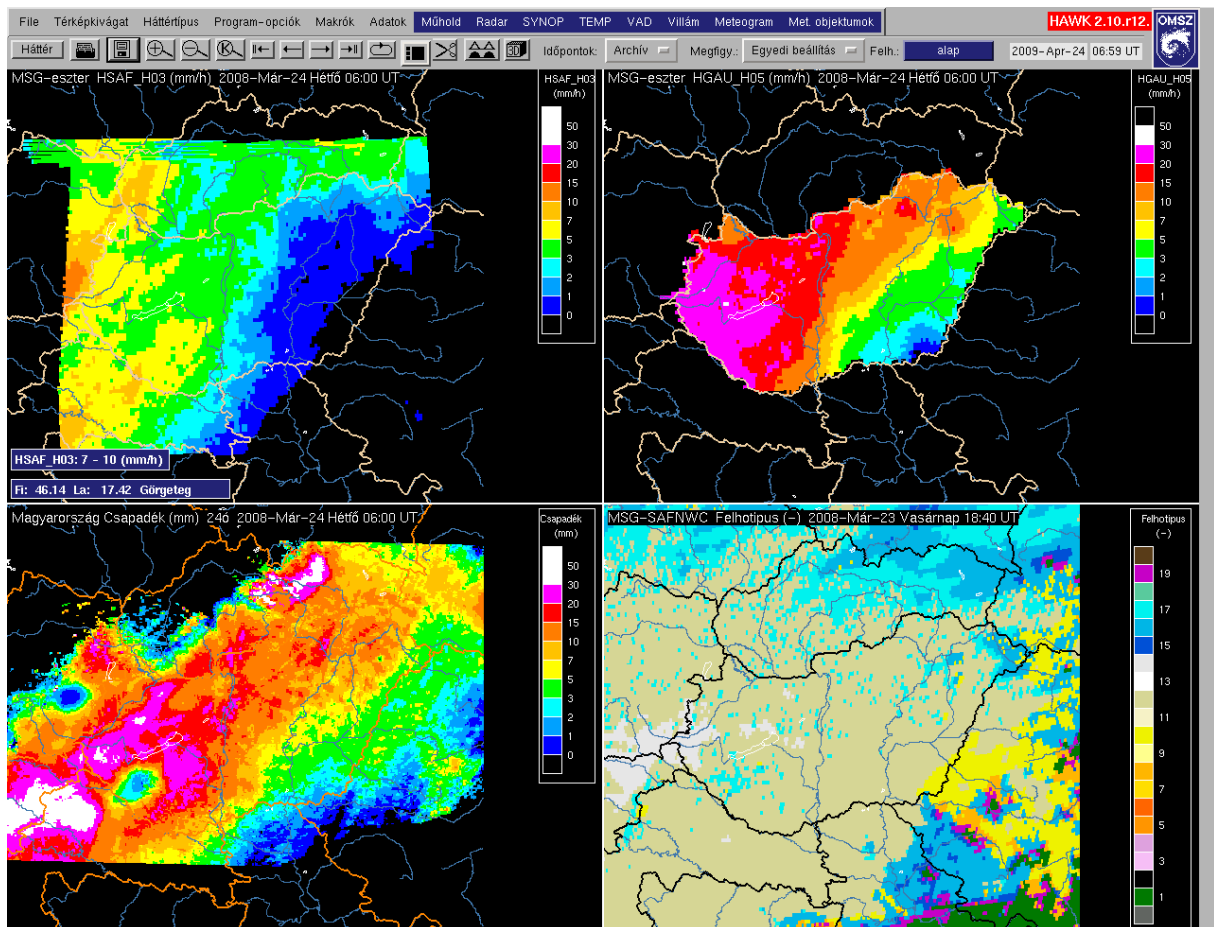 File Térképkivágat Háttértípus Program-opciók Makrók Adatok Műhold Radar SYNOP TEMP VAD Villám Meteogram Met. objektumok
HAWK 2.10.r12.
OMSZ
Háttér
K
3D
Időpontok:
Archív
Megfigy.:
Egyedi beállítás
Felh.:
alap
2009-Apr-24
06:59 UT
MSG-eszter HSAF_H03 (mm/h) 2008-Már-24 Hétfő 06:00 UT
HSAF_H03
(mm/h)
50
30
20
15
10
7
5
3
2
1
0
HSAF_H03: 7 - 10 (mm/h)
Fi: 46.14 La: 17.42 Görgeteg
MSG-eszter HGAU_H05 (mm/h) 2008-Már-24 Hétfő 06:00 UT
HGAU_H05
(mm/h)
50
30
20
15
10
7
5
3
2
1
0
Magyarország Csapadék (mm) 24ó 2008-Már-24 Hétfő 06:00 UT
Csapadék
(mm)
50
30
20
15
10
7
5
3
2
1
0
MSG-SAFNWC Felhotipus (-) 2008-Már-23 Vasárnap 18:40 UT
Felhotipus
(-)
19
17
15
13
11
9
7
5
3
1